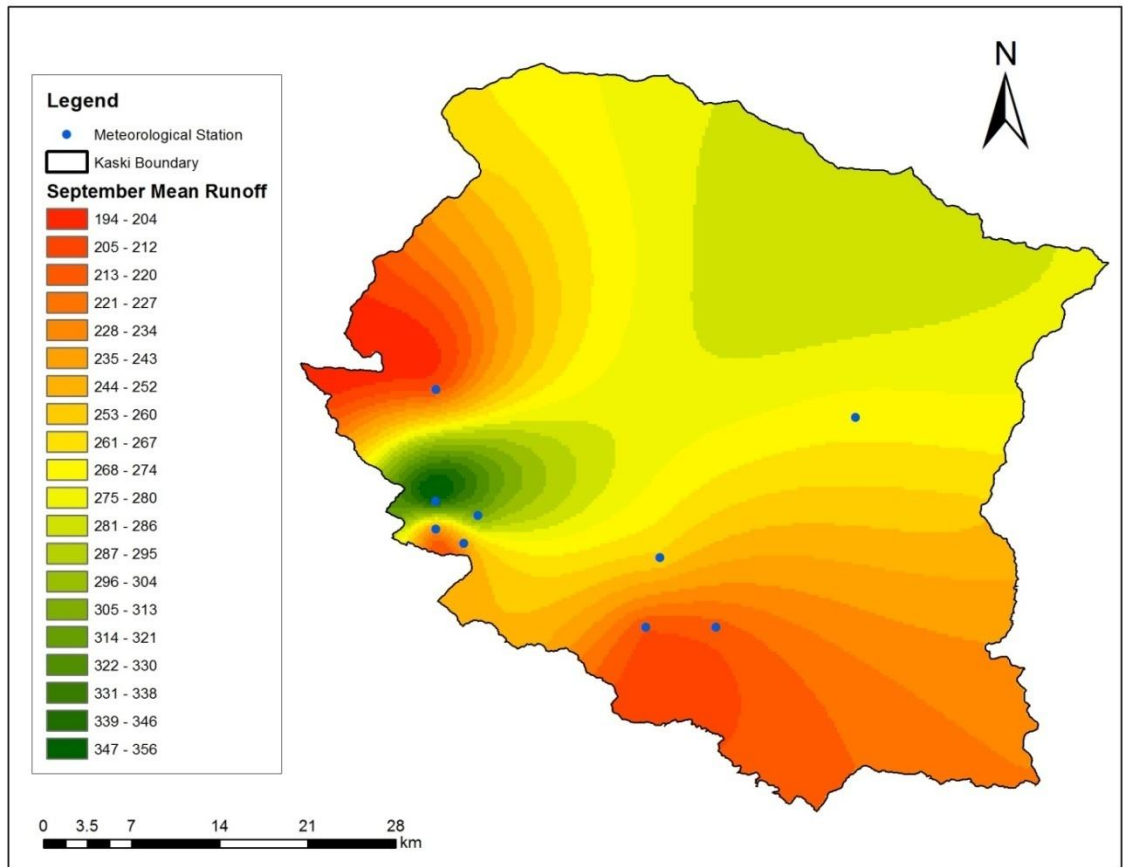 N
Legend
Meteorological Station
Kaski Boundary
September Mean Runoff
194 - 204
205 - 212
213 - 220
221 - 227
228 - 234
235 - 243
244 - 252
253 - 260
261 - 267
268 - 274
275 - 280
281 - 286
287 - 295
296 - 304
305 - 313
314 - 321
322 - 330
331 - 338
339 - 346
347 - 356
0 3.5 7 14 21 28
km